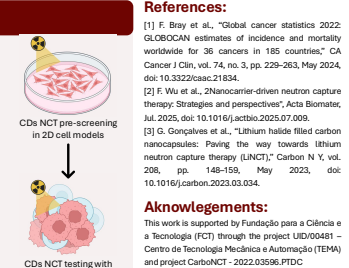 CDs NCT pre-screening
in 2D cell models
CDs NCT testing with
References:
[1] F. Bray et al., "Global cancer statistics 2022:
GLOBOCAN estimates of incidence and mortality
worldwide for 36 cancers in 185 countries," CA
Cancer J Clin, vol. 74, no. 3, pp. 229–263, May 2024,
doi: 10.3322/caac.21834.
[2] F. Wu et al., 2Nanocarrier-driven neutron capture
therapy: Strategies and perspectives", Acta Biomater,
Jul. 2025, doi: 10.1016/j.actbio.2025.07.009.
[3] G. Gonçalves et al., "Lithium halide filled carbon
nanocapsules: Paving the way towards lithium
neutron capture therapy (LiNCT)," Carbon N Y, vol.
208, pp. 148–159, May 2023, doi:
10.1016/j.carbon.2023.03.034.
Aknowlegements:
This work is supported by Fundação para a Ciência e
a Tecnologia (FCT) through the project UID/00481 –
Centro de Tecnologia Mecânica e Automação (TEMA)
and project CarboNCT - 2022.03596.PTDC